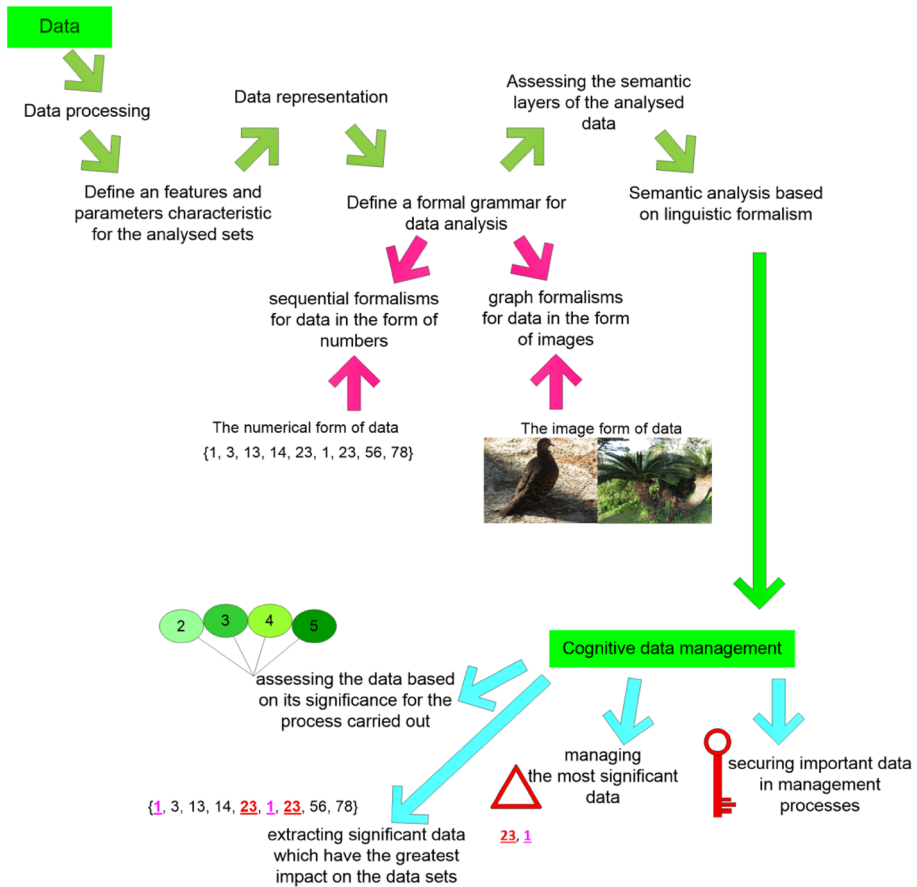 Data
Data processing
Define an features and
parameters characteristic
for the analysed sets
Data representation
Define a formal grammar for
data analysis
Assessing the semantic
layers of the analysed
data
Semantic analysis based
on linguistic formalism
sequential formalisms
for data in the form of
numbers
graph formalisms
for data in the form
of images
The numerical form of data
{1, 3, 13, 14, 23, 1, 23, 56, 78}
The image form of data
Cognitive data management
2
3
4
5
assessing the data based
on its significance for the
process carried out
{1, 3, 13, 14, 23, 1, 23, 56, 78}
extracting significant data
which have the greatest
impact on the data sets
managing
the most significant
data
23, 1
securing important data
in management
processes